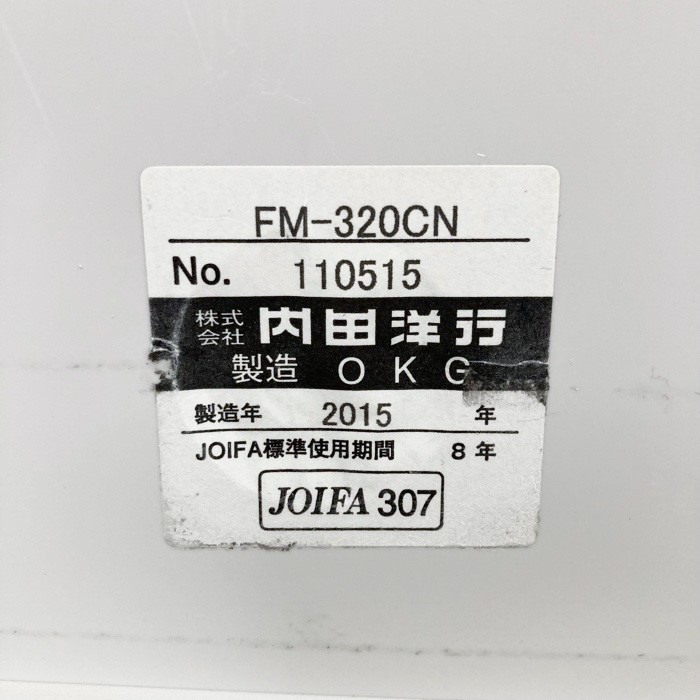 FM-320CN
No. 110515
株式会社 内田洋行
製造 OKG
製造年 2015 年
JOIFA標準使用期間 8年
JOIFA 307